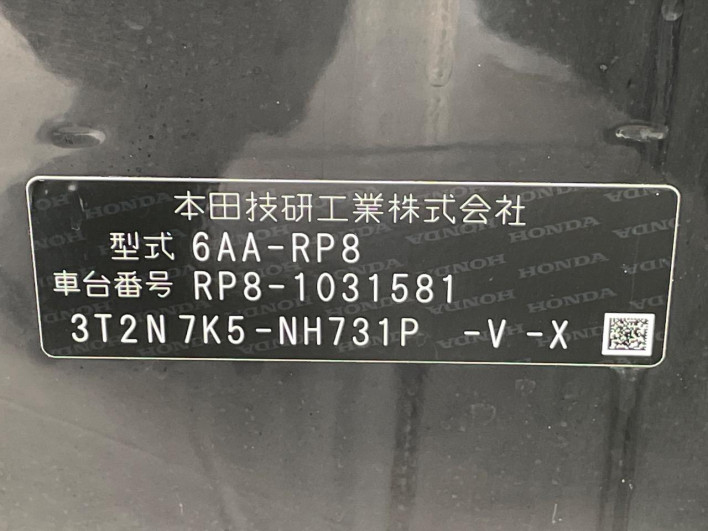 本田技研工業株式会社
型式 6AA-RP8
車台番号 RP8-1031581
3T2N7K5-NH731P -V-X